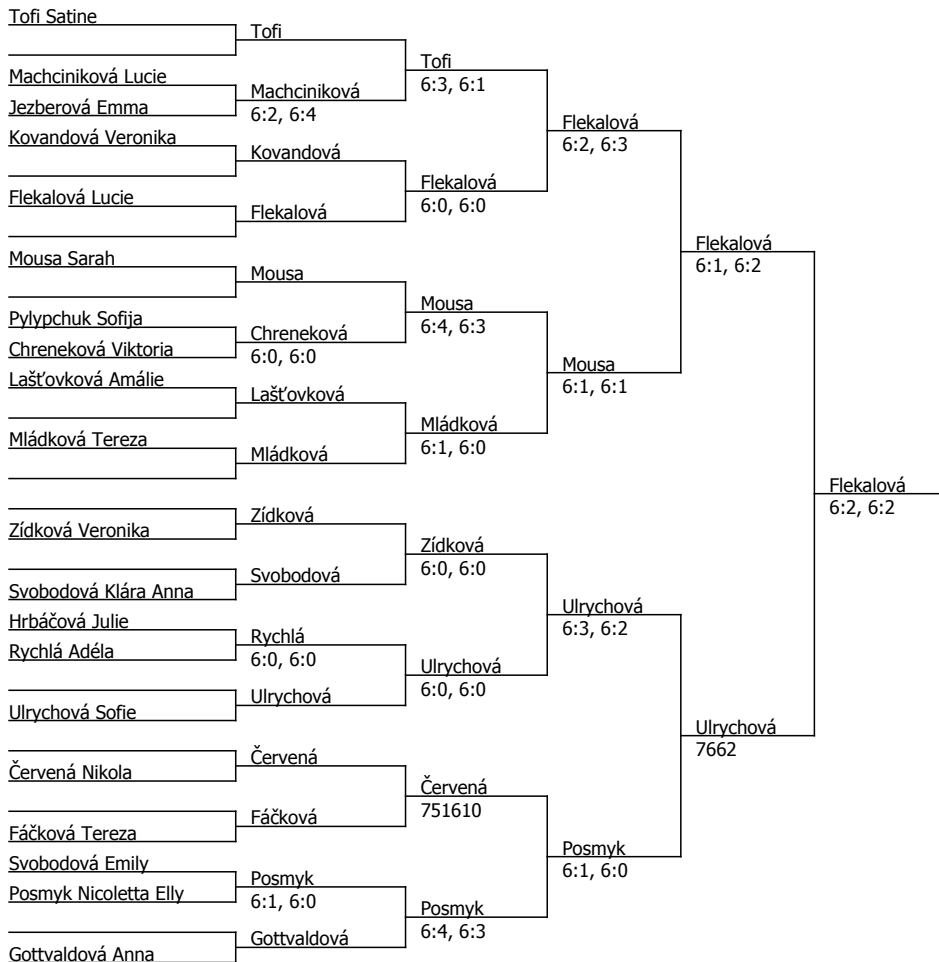 Tofi Satine
Machciniková Lucie
Jezberová Emma
Kovandová Veronika
Flekalová Lucie
Mousa Sarah
Pylypchuk Sofija
Chreneková Viktoria
Lašťovková Amálie
Mládková Tereza
Zídková Veronika
Svobodová Klára Anna
Hrbáčová Julie
Rychlá Adéla
Ulrychová Sofie
Červená Nikola
Fáčková Tereza
Svobodová Emily
Posmyk Nicoletta Elly
Gottvaldová Anna
Tofi
Machciniková
6:2, 6:4
Kovandová
Flekalová
Mousa
Chreneková
6:0, 6:0
Lašťovková
Mládková
Zídková
Svobodová
Rychlá
6:0, 6:0
Ulrychová
Červená
Fáčková
Posmyk
6:1, 6:0
Gottvaldová
Tofi
6:3, 6:1
Flekalová
6:0, 6:0
Mousa
6:4, 6:3
Mládková
6:1, 6:0
Zídková
6:0, 6:0
Ulrychová
6:0, 6:0
Červená
751610
Posmyk
6:4, 6:3
Flekalová
6:2, 6:3
Mousa
6:1, 6:1
Ulrychová
6:3, 6:2
Posmyk
6:1, 6:0
Flekalová
6:1, 6:2
Ulrychová
7662
Flekalová
6:2, 6:2